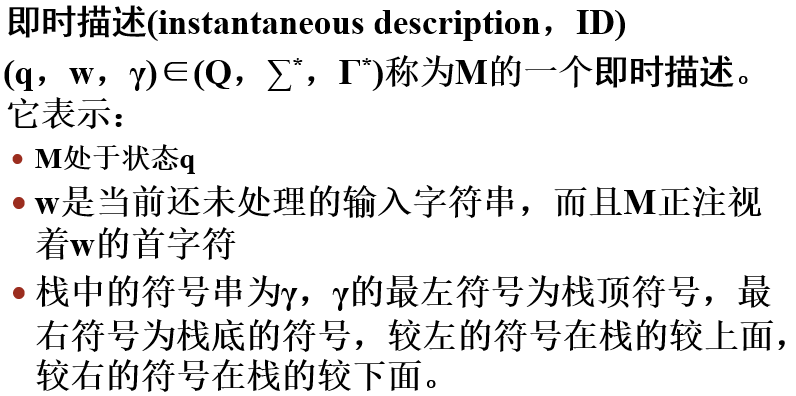 即时描述(instantaneous description，ID)
(q，w，γ)∈(Q，∑*，Γ*)称为M的一个即时描述。
它表示：
• M处于状态q
• w是当前还未处理的输入字符串，而且M正注视
着w的首字符
• 栈中的符号串为γ，γ的最左符号为栈顶符号，最
右符号为栈底的符号，较左的符号在栈的较上面，
较右的符号在栈的较下面。